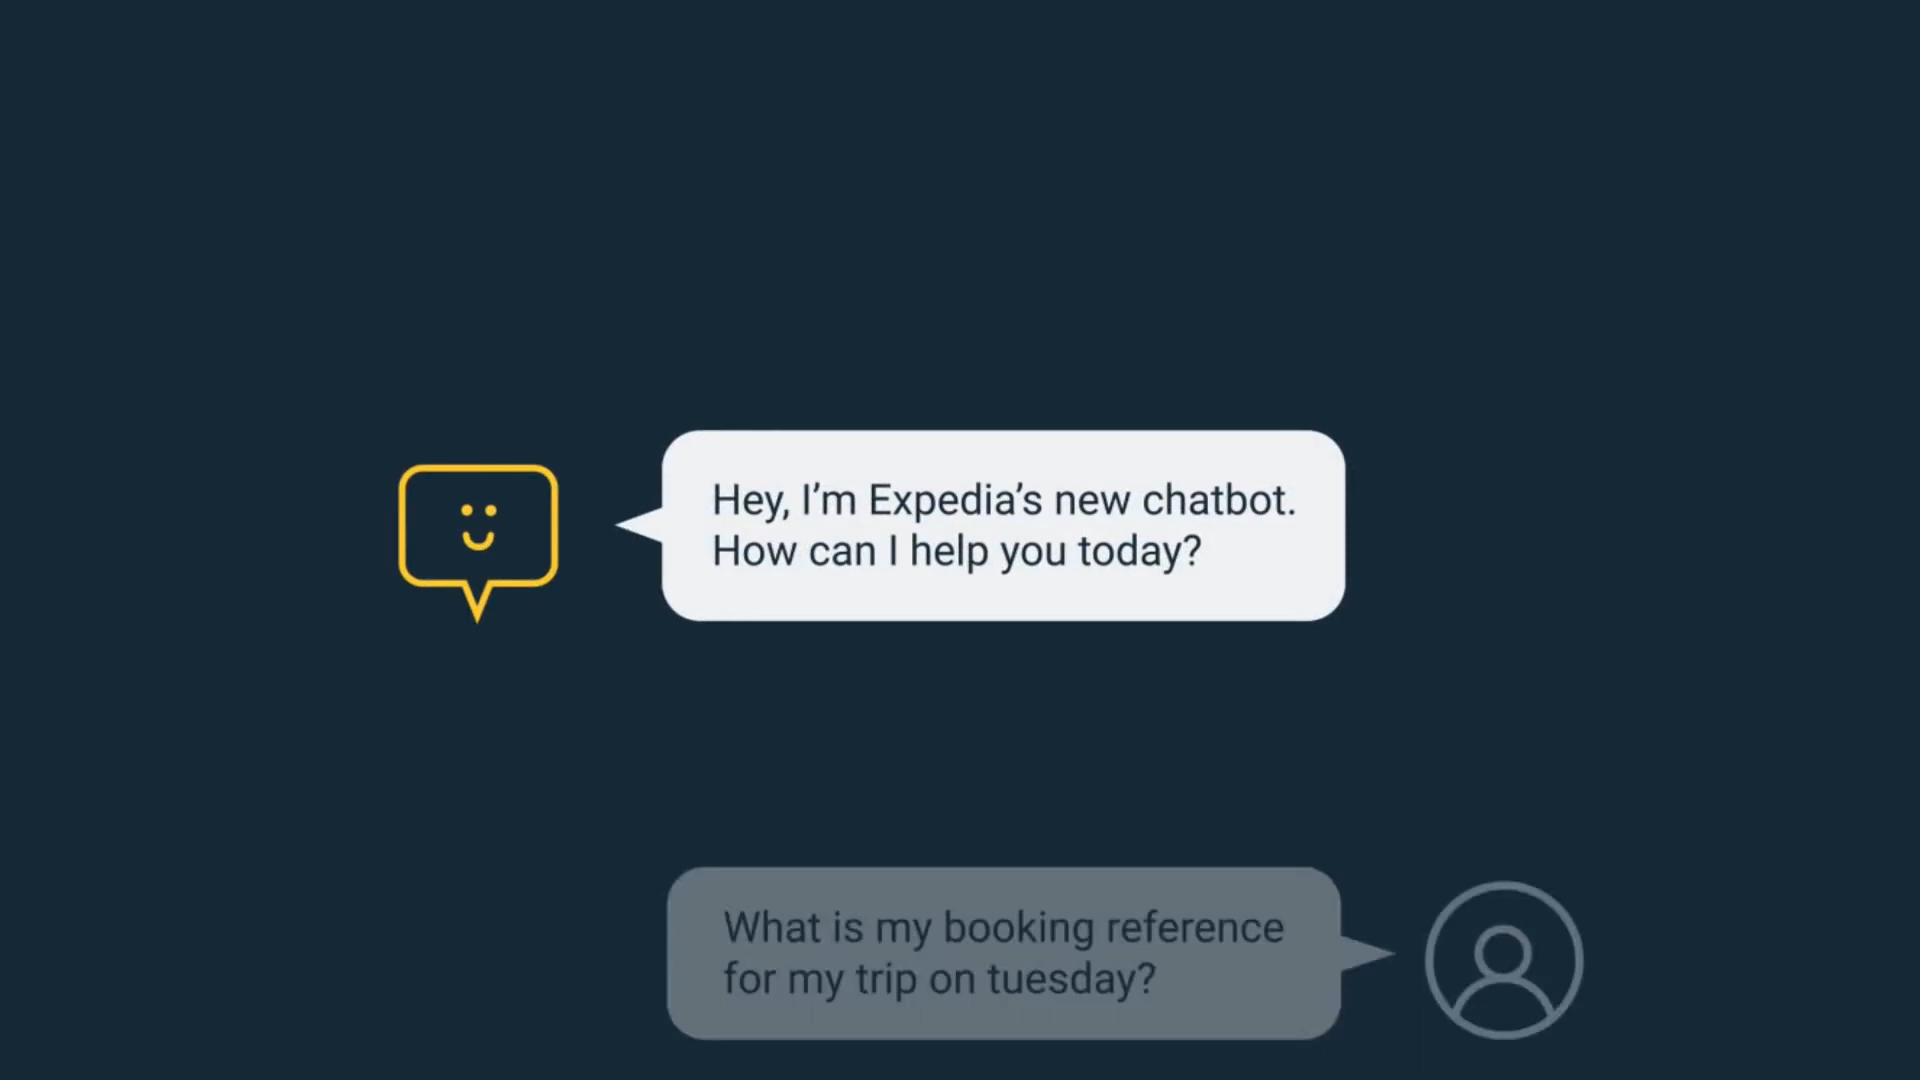 Hey, I’m Expedia’s new chatbot.
How can I help you today?
What is my booking reference
for my trip on tuesday?